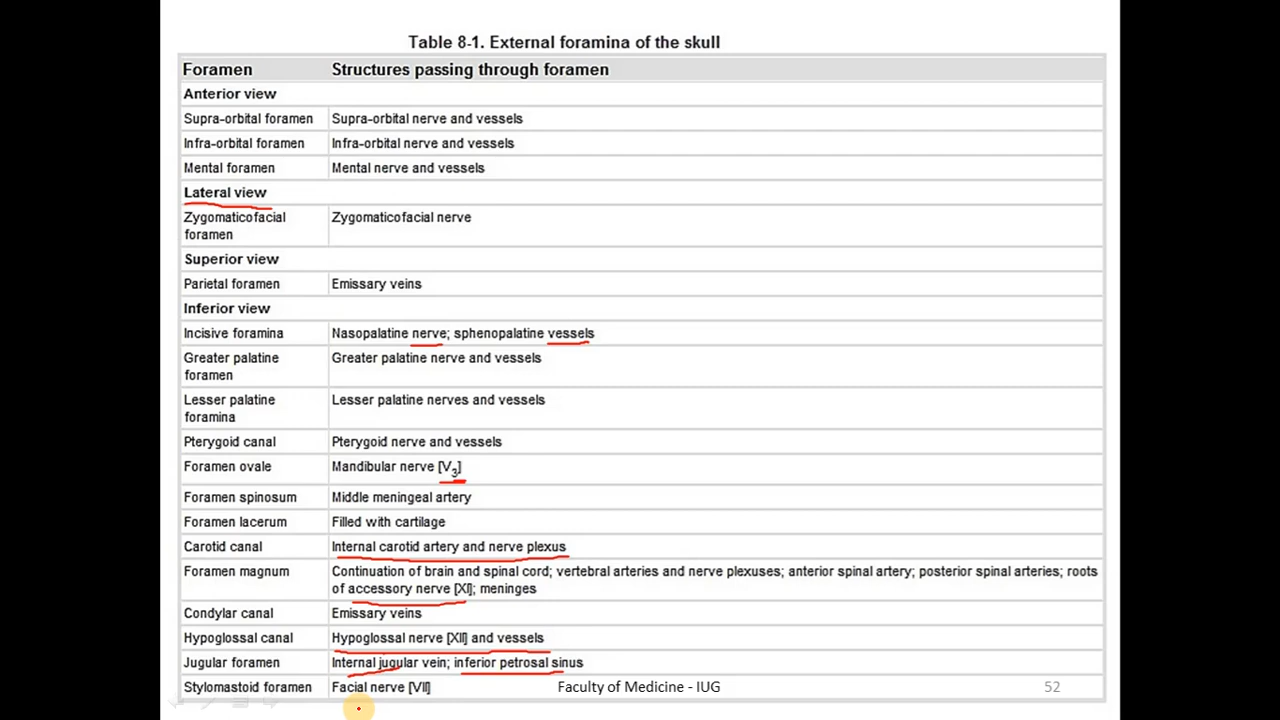 Table 8-1. External foramina of the skull
Foramen Structures passing through foramen
Anterior view
Supra-orbital foramen Supra-orbital nerve and vessels
Infra-orbital foramen Infra-orbital nerve and vessels
Mental foramen Mental nerve and vessels
Lateral view
Zygomaticofacial Zygomaticofacial nerve
foramen
Superior view
Parietal foramen Emissary veins
Inferior view
Incisive foramina Nasopalatine nerve; sphenopalatine vessels
Greater palatine Greater palatine nerve and vessels
foramen
Lesser palatine Lesser palatine nerves and vessels
foramina
Pterygoid canal Pterygoid nerve and vessels
Foramen ovale Mandibular nerve [V3]
Foramen spinosum Middle meningeal artery
Foramen lacerum Filled with cartilage
Carotid canal Internal carotid artery and nerve plexus
Foramen magnum Continuation of brain and spinal cord; vertebral arteries and nerve plexuses; anterior spinal artery; posterior spinal arteries; roots
of accessory nerve [XI]; meninges
Condylar canal Emissary veins
Hypoglossal canal Hypoglossal nerve [XII] and vessels
Jugular foramen Internal jugular vein; inferior petrosal sinus
Stylomastoid foramen Facial nerve [VII] Faculty of Medicine - IUG 52